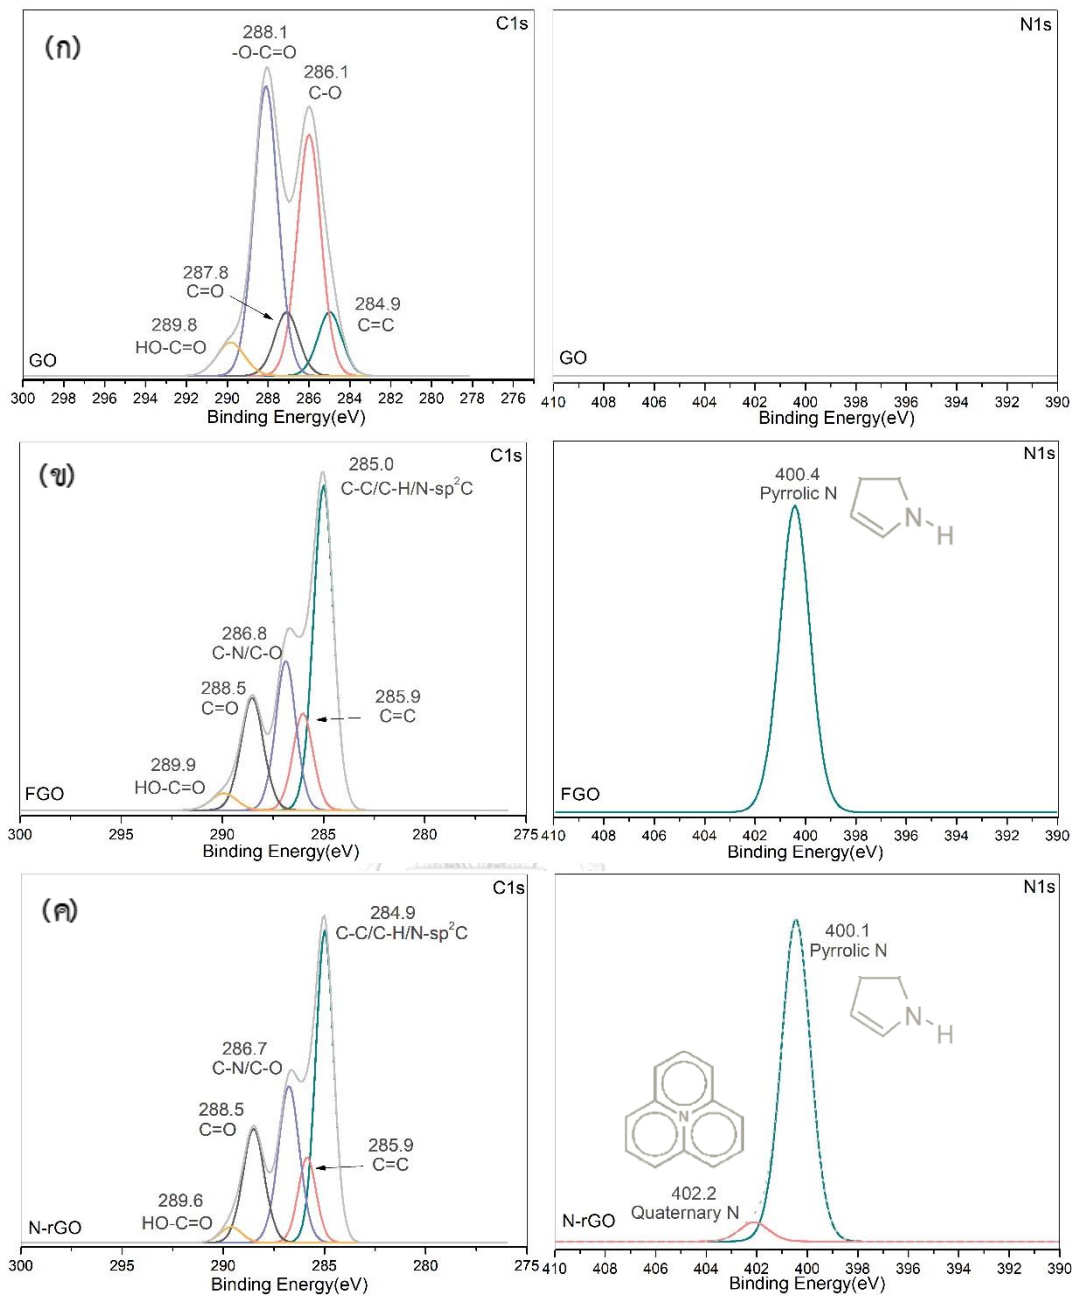 (ก)
C1s
288.1
-O-C=O
286.1
C-O
287.8
C=O
284.9
C=C
289.8
HO-C=O
GO
300 298 296 294 292 290 288 286 284 282 280 278 276
Binding Energy(eV)
N1s
GO
410 408 406 404 402 400 398 396 394 392 390
Binding Energy(eV)
(ข)
C1s
285.0
C-C/C-H/N-sp²C
286.8
C-N/C-O
288.5
C=O
285.9
C=C
289.9
HO-C=O
FGO
300 295 290 285 280 275
Binding Energy(eV)
N1s
400.4
Pyrrolic N
N-H
FGO
410 408 406 404 402 400 398 396 394 392 390
Binding Energy(eV)
(ค)
C1s
284.9
C-C/C-H/N-sp²C
286.7
C-N/C-O
288.5
C=O
285.9
C=C
289.6
HO-C=O
N-rGO
300 295 290 285 280 275
Binding Energy(eV)
N1s
400.1
Pyrrolic N
N-H
N
402.2
Quaternary N
N-rGO
410 408 406 404 402 400 398 396 394 392 390
Binding Energy(eV)